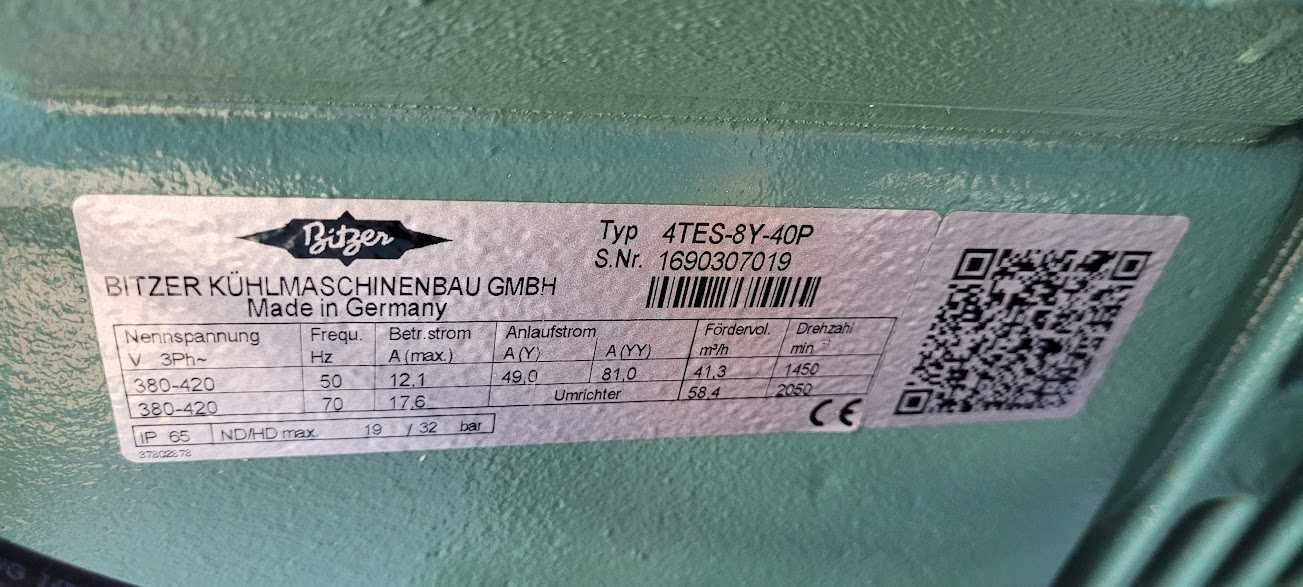 Bitzer
BITZER KÜHLMASCHINENBAU GMBH
Made in Germany
Typ 4TES-8Y-40P
S.Nr. 1690307019
Nennspannung Frequ. Betr.strom Anlaufstrom Fördervol. Drehzahl
V 3Ph~ Hz A (max.) A (Y) A (YY) m³/h min⁻¹
380-420 50 12,1 49,0 81,0 41,3 1450
380-420 70 17,6 Umrichter 58,4 2050
IP 65 ND/HD max. 19 / 32 bar
CE
37802878